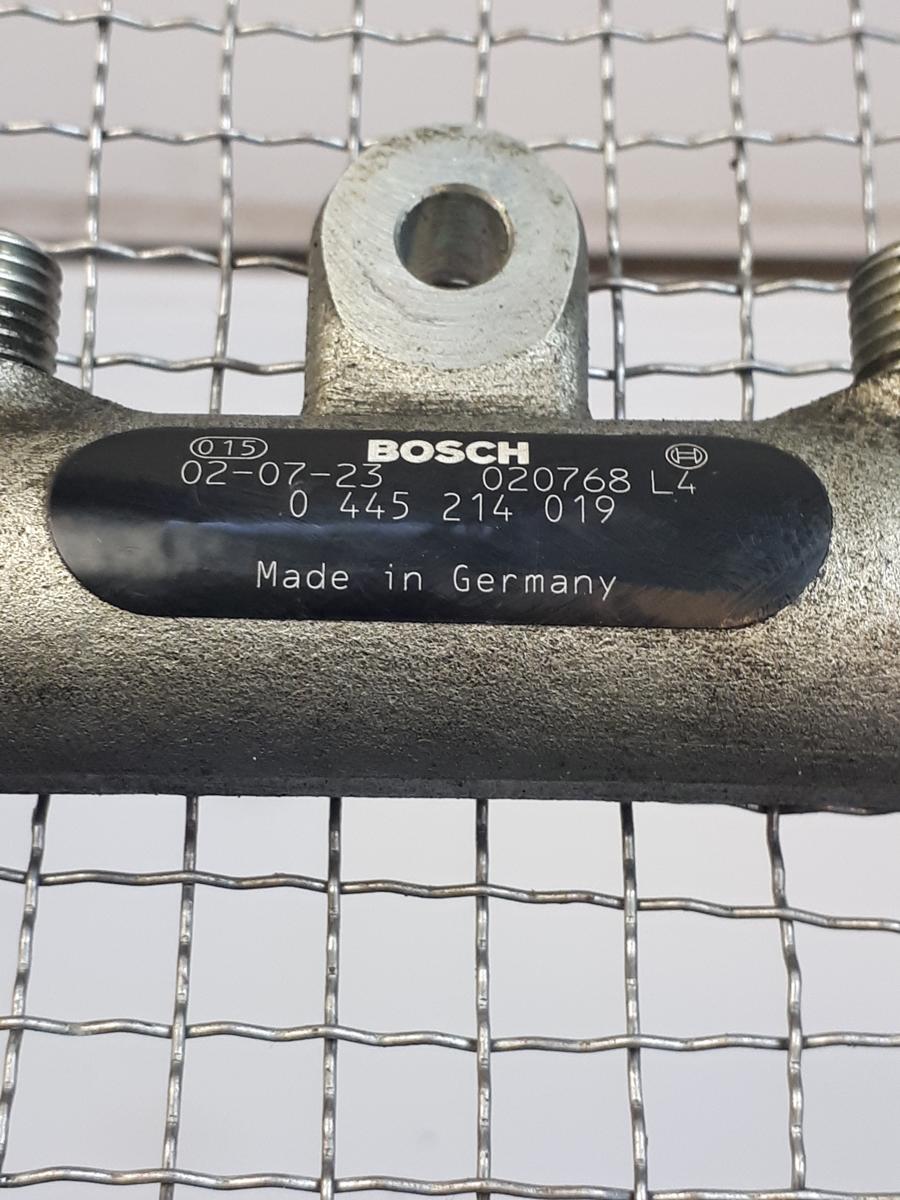 015 BOSCH
02-07-23 020768 L4
0 445 214 019
Made in Germany